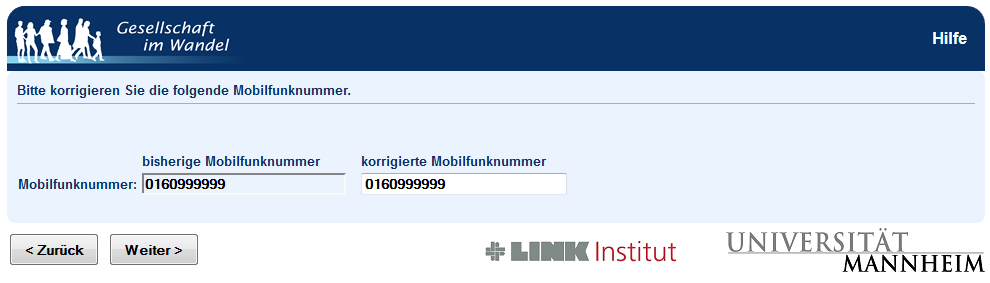 Gesellschaft
im Wandel
Hilfe
Bitte korrigieren Sie die folgende Mobilfunknummer.
bisherige Mobilfunknummer korrigierte Mobilfunknummer
Mobilfunknummer: 0160999999 0160999999
< Zurück Weiter > LINK Institut UNIVERSITÄT
MANNHEIM